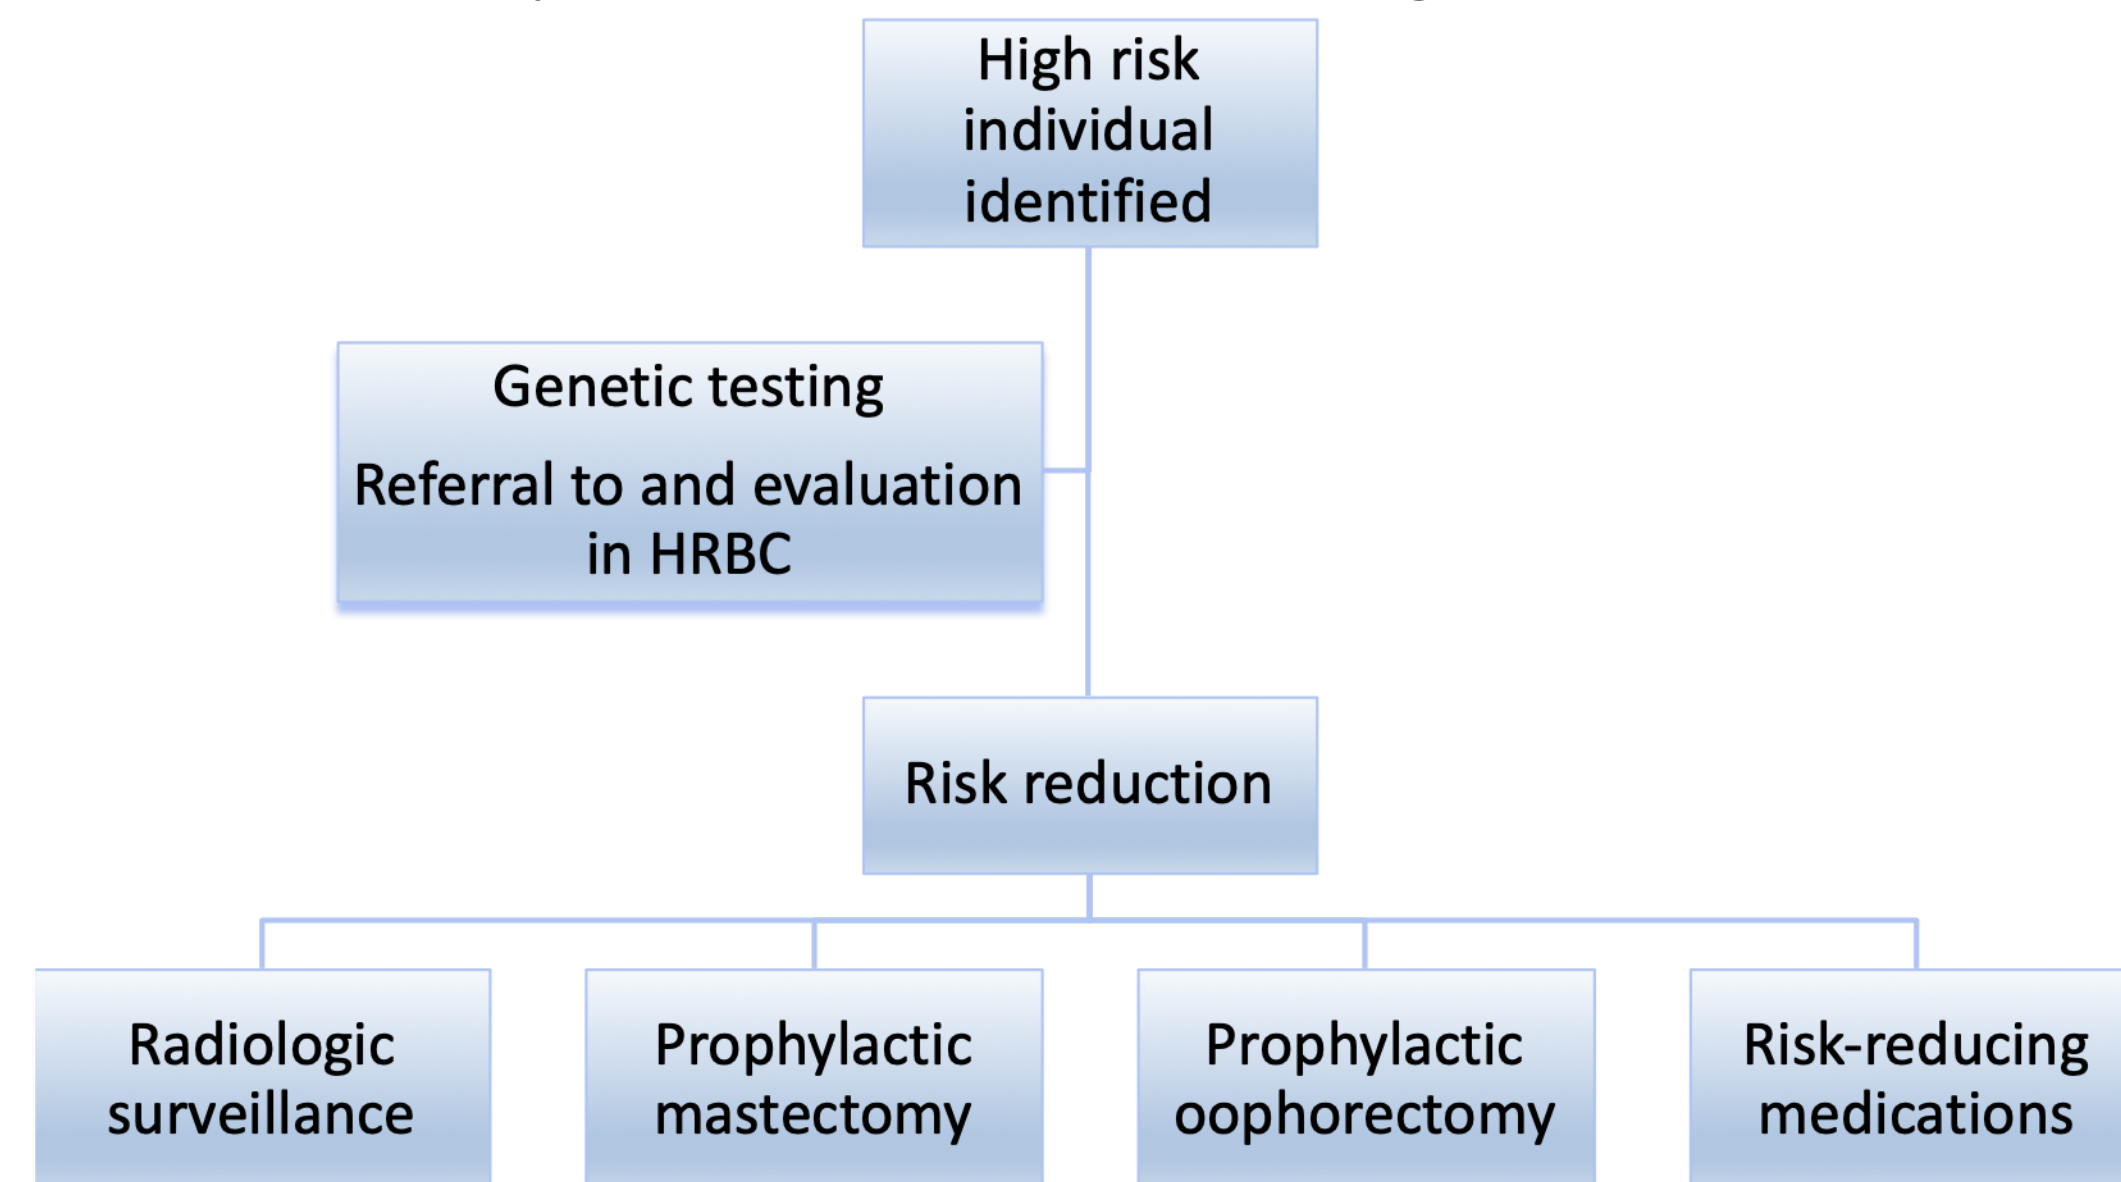 High risk
individual
identified
Genetic testing
Referral to and evaluation
in HRBC
Risk reduction
Radiologic
surveillance
Prophylactic
mastectomy
Prophylactic
oophorectomy
Risk-reducing
medications